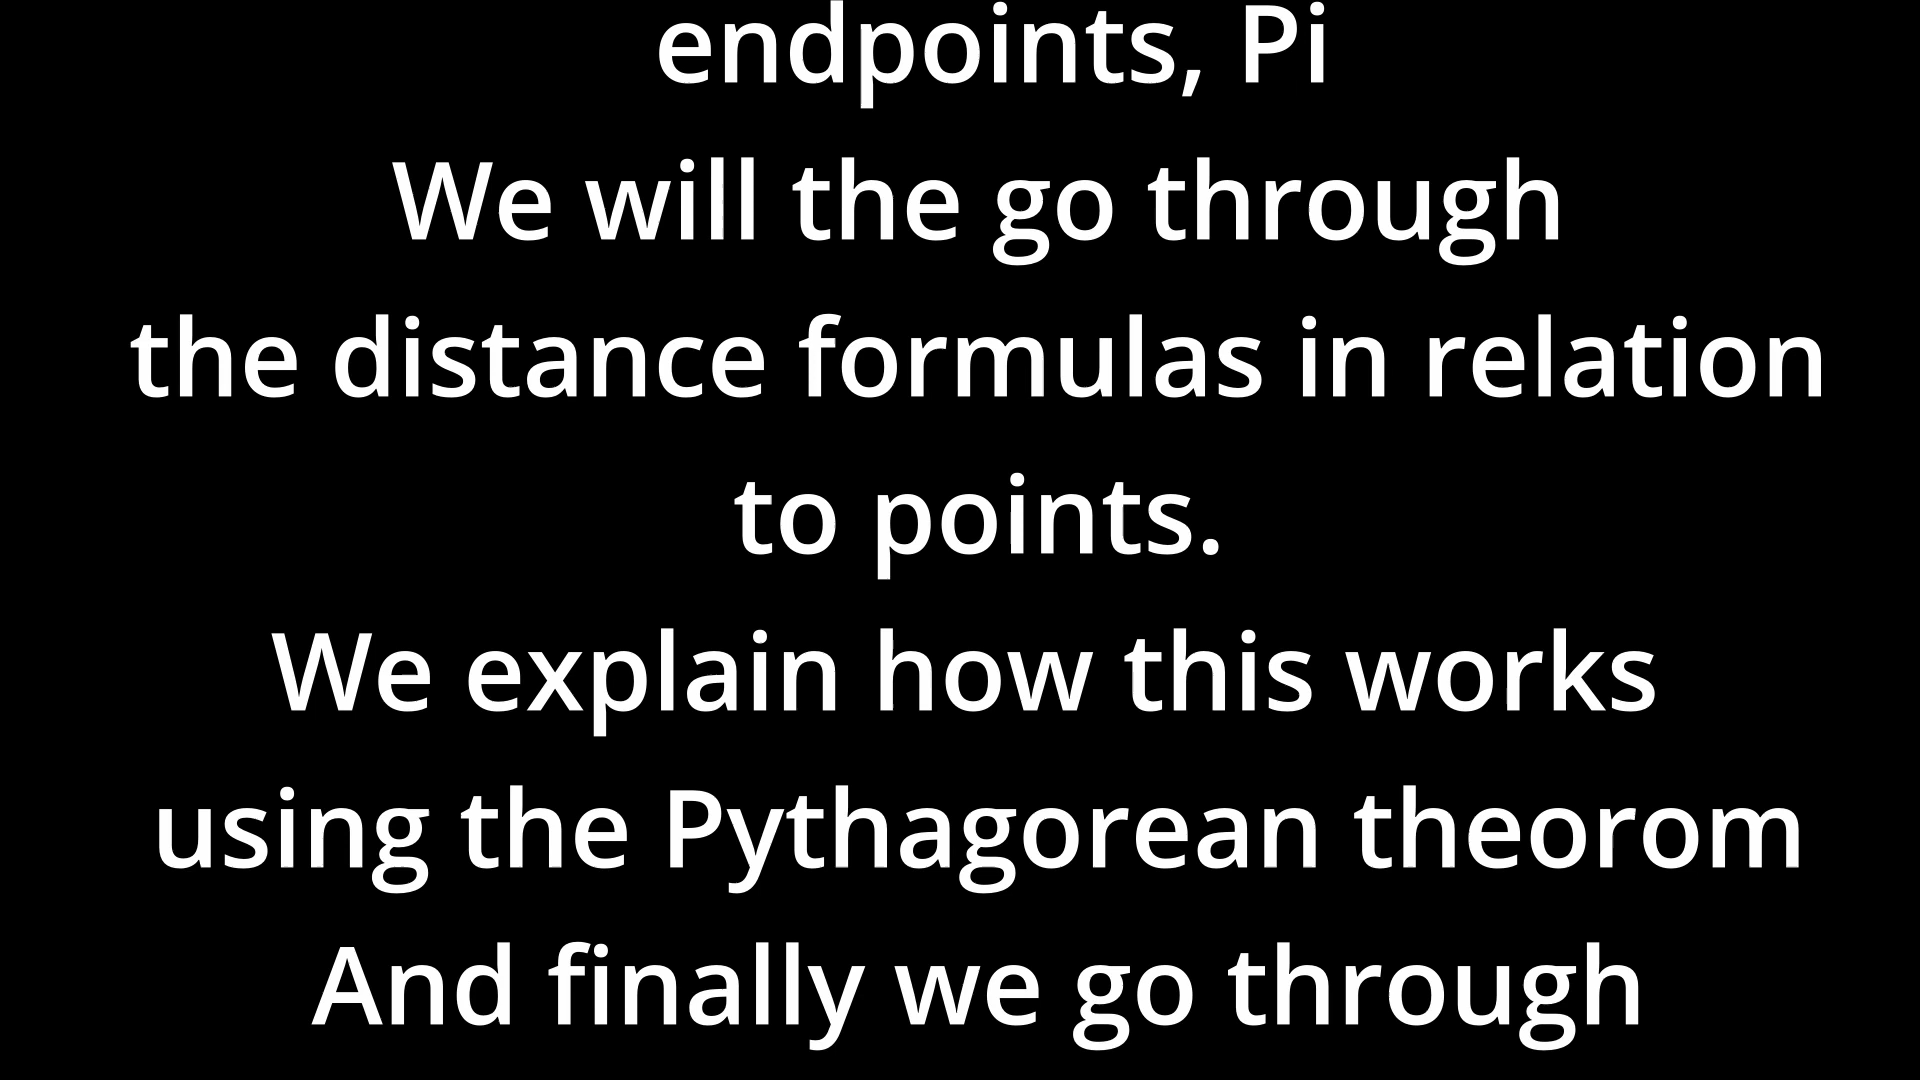 endpoints, Pi
We will the go through
the distance formulas in relation
to points.
We explain how this works
using the Pythagorean theorom
And finally we go through